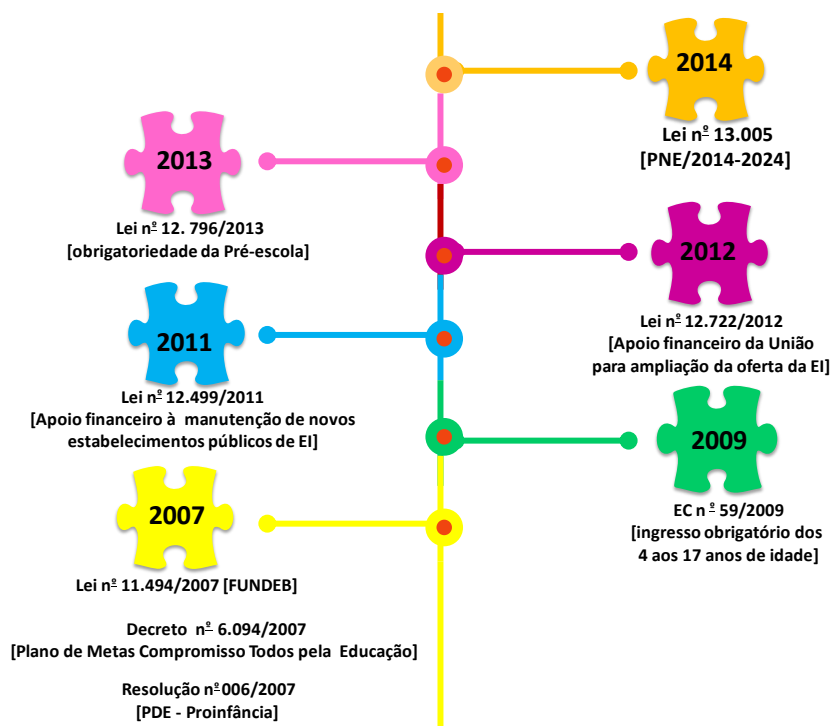 2014
Lei nº 13.005
[PNE/2014-2024]
2013
Lei nº 12. 796/2013
[obrigatoriedade da Pré-escola]
2012
Lei nº 12.722/2012
[Apoio financeiro da União
para ampliação da oferta da EI]
2011
Lei nº 12.499/2011
[Apoio financeiro à manutenção de novos
estabelecimentos públicos de EI]
2009
EC n º 59/2009
[ingresso obrigatório dos
4 aos 17 anos de idade]
2007
Lei nº 11.494/2007 [FUNDEB]
Decreto nº 6.094/2007
[Plano de Metas Compromisso Todos pela Educação]
Resolução nº006/2007
[PDE - Proinfância]